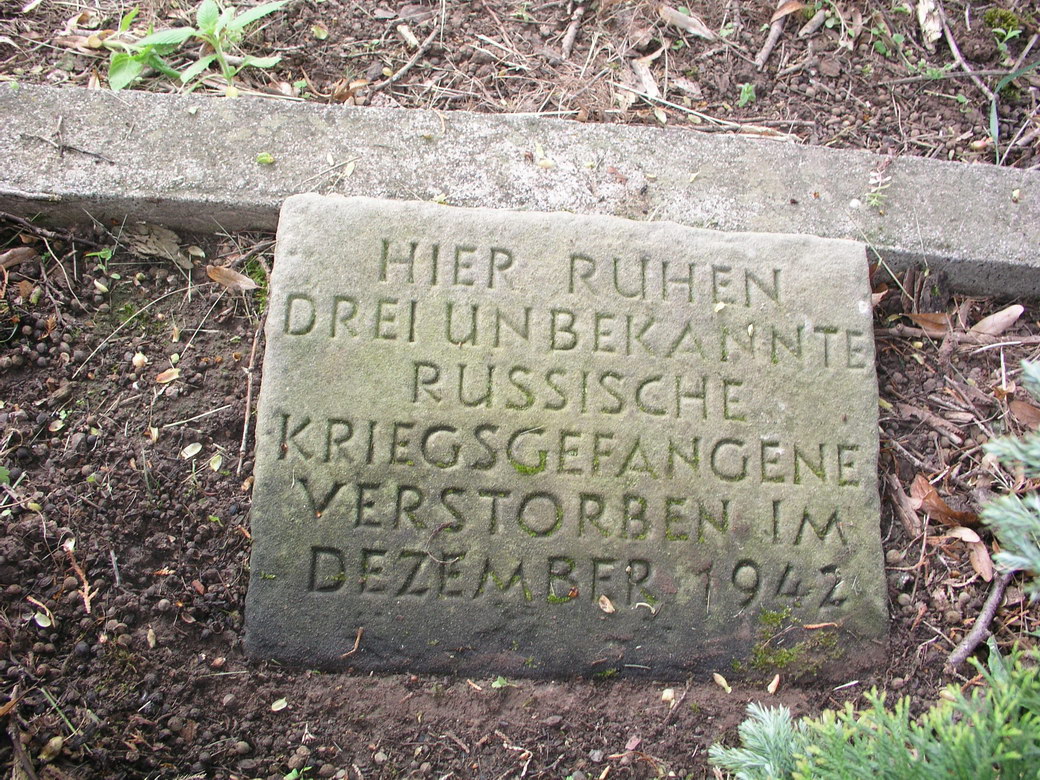 HIER RUHEN
DREI UNBEKANNTE
RUSSISCHE
KRIEGSGEFANGENE
VERSTORBEN IM
DEZEMBER 1942